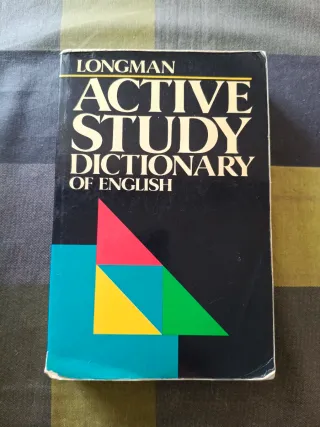 LONGMAN
ACTIVE
STUDY
DICTIONARY
OF ENGLISH